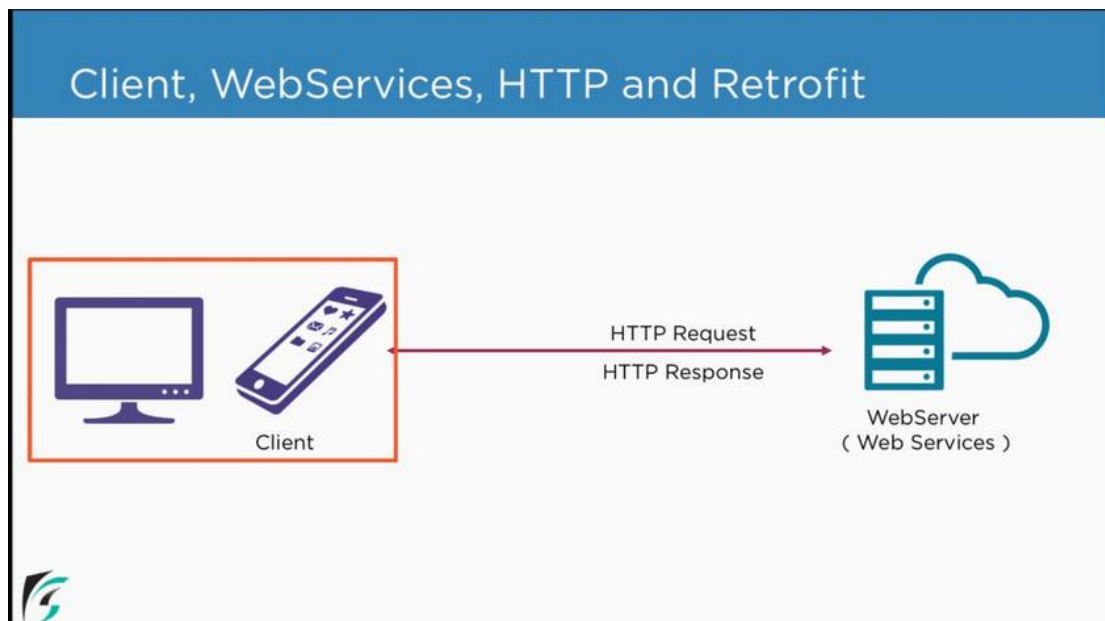 Client, WebServices, HTTP and Retrofit
HTTP Request
HTTP Response
Client
WebServer
( Web Services )